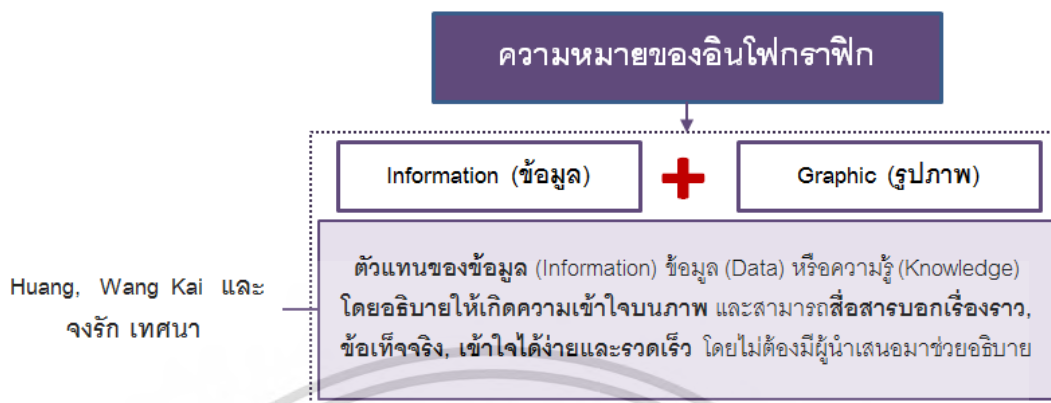 ความหมายของอินโฟกราฟิก
Information (ข้อมูล)
Graphic (รูปภาพ)
Huang, Wang Kai และ
จงรัก เทศนา
ตัวแทนของข้อมูล (Information) ข้อมูล (Data) หรือความรู้ (Knowledge)
โดยอธิบายให้เกิดความเข้าใจบนภาพ และสามารถสื่อสารบอกเรื่องราว,
ข้อเท็จจริง, เข้าใจได้ง่ายและรวดเร็ว โดยไม่ต้องมีผู้นำเสนอมาช่วยอธิบาย